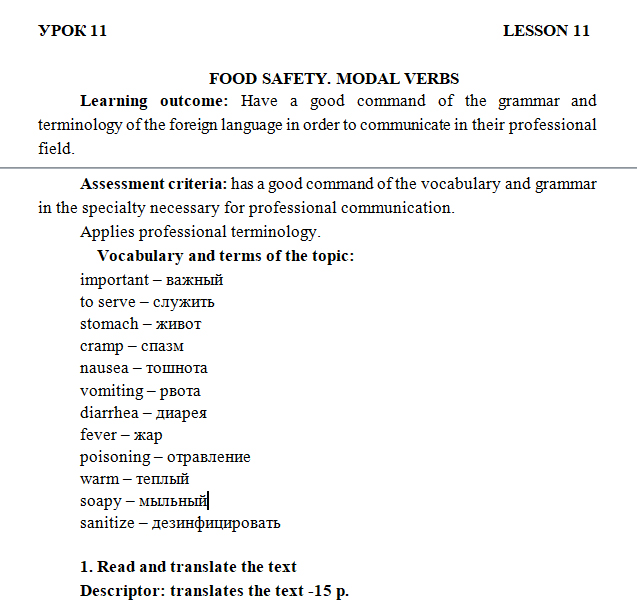 УРОК 11 LESSON 11
FOOD SAFETY. MODAL VERBS
Learning outcome: Have a good command of the grammar and
terminology of the foreign language in order to communicate in their professional
field.
Assessment criteria: has a good command of the vocabulary and grammar
in the specialty necessary for professional communication.
Applies professional terminology.
Vocabulary and terms of the topic:
important – важный
to serve – служить
stomach – живот
cramp – спазм
nausea – тошнота
vomiting – рвота
diarrhea – диарея
fever – жар
poisoning – отравление
warm – теплый
soapy – мыльный
sanitize – дезинфицировать
1. Read and translate the text
Descriptor: translates the text -15 p.